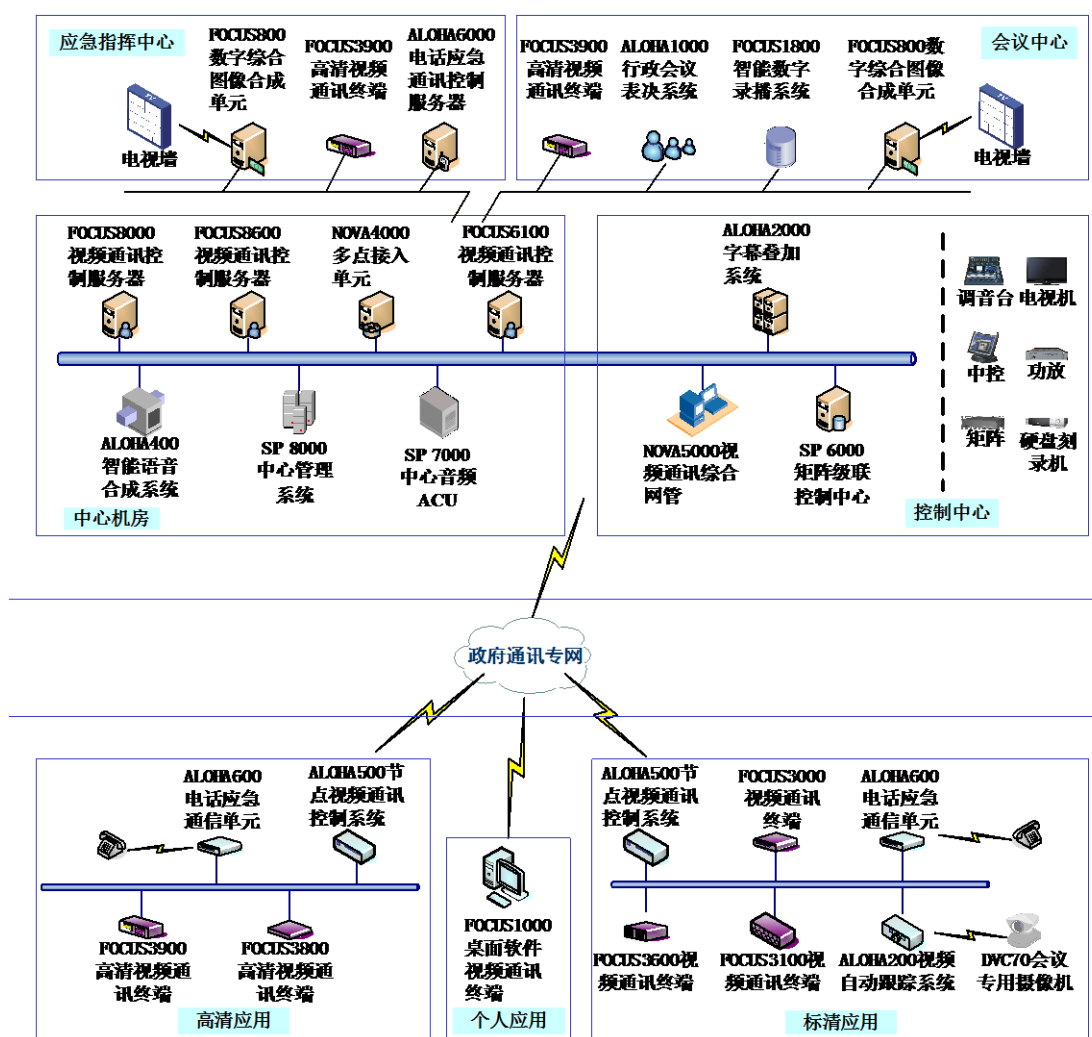 应急指挥中心
FOCUS800
数字综合
图像合成
单元
FOCUS3900
高清视频
通讯终端
ALOHA6000
电话应急
通讯控制
服务器
TV
电视墙
FOCUS3900
高清视频
通讯终端
ALOHA1000
行政会议
表决系统
FOCUS1800
智能数字
录播系统
FOCUS800数
字综合图像
合成单元
会议中心
TV
电视墙
FOCUS8000
视频通讯控
制服务器
FOCUS8600
视频通讯控
制服务器
NOVA4000
多点接入
单元
FOCUS6100
视频通讯控
制服务器
ALOHA400
智能语音
合成系统
SP 8000
中心管理
系统
SP 7000
中心音频
ACU
中心机房
ALOHA2000
字幕叠加
系统
NOVA5000视
频通讯综合
网管
SP 6000
矩阵级联
控制中心
调音台
电视机
中控
功放
矩阵
硬盘刻
录机
控制中心
政府通讯专网
ALOHA600
电话应急
通信单元
ALOHA500节
点视频通讯
控制系统
FOCUS3900
高清视频通
讯终端
FOCUS3800
高清视频通
讯终端
高清应用
FOCUS1000
桌面软件
视频通讯
终端
个人应用
ALOHA500节
点视频通讯
控制系统
FOCUS3000
视频通讯
终端
ALOHA600
电话应急
通信单元
FOCUS3600视
频通讯终端
FOCUS3100视
频通讯终端
ALOHA200视频
自动跟踪系统
DVC70会议
专用摄像机
标清应用